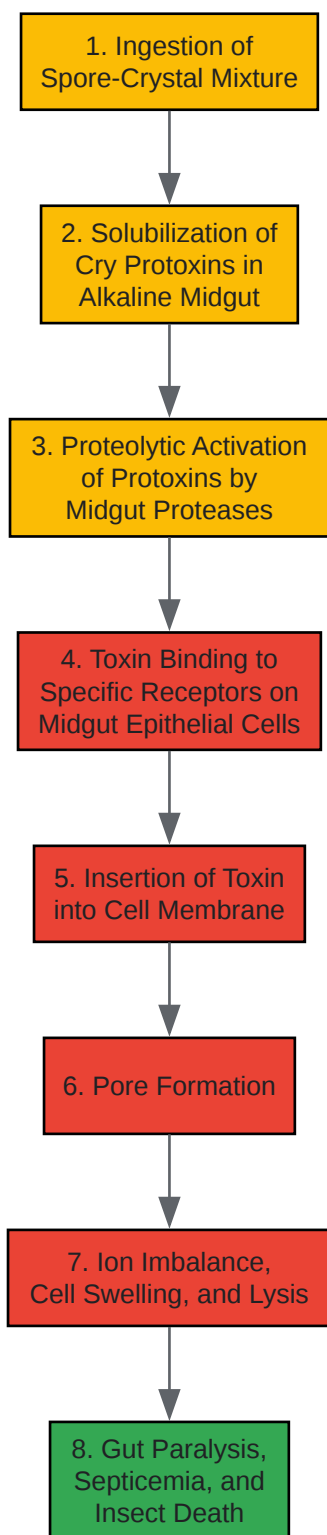 1. Ingestion of
Spore-Crystal Mixture
2. Solubilization of
Cry Protoxins in
Alkaline Midgut
3. Proteolytic Activation
of Protoxins by
Midgut Proteases
4. Toxin Binding to
Specific Receptors on
Midgut Epithelial Cells
5. Insertion of Toxin
into Cell Membrane
6. Pore Formation
7. Ion Imbalance,
Cell Swelling, and Lysis
8. Gut Paralysis,
Septicemia, and
Insect Death